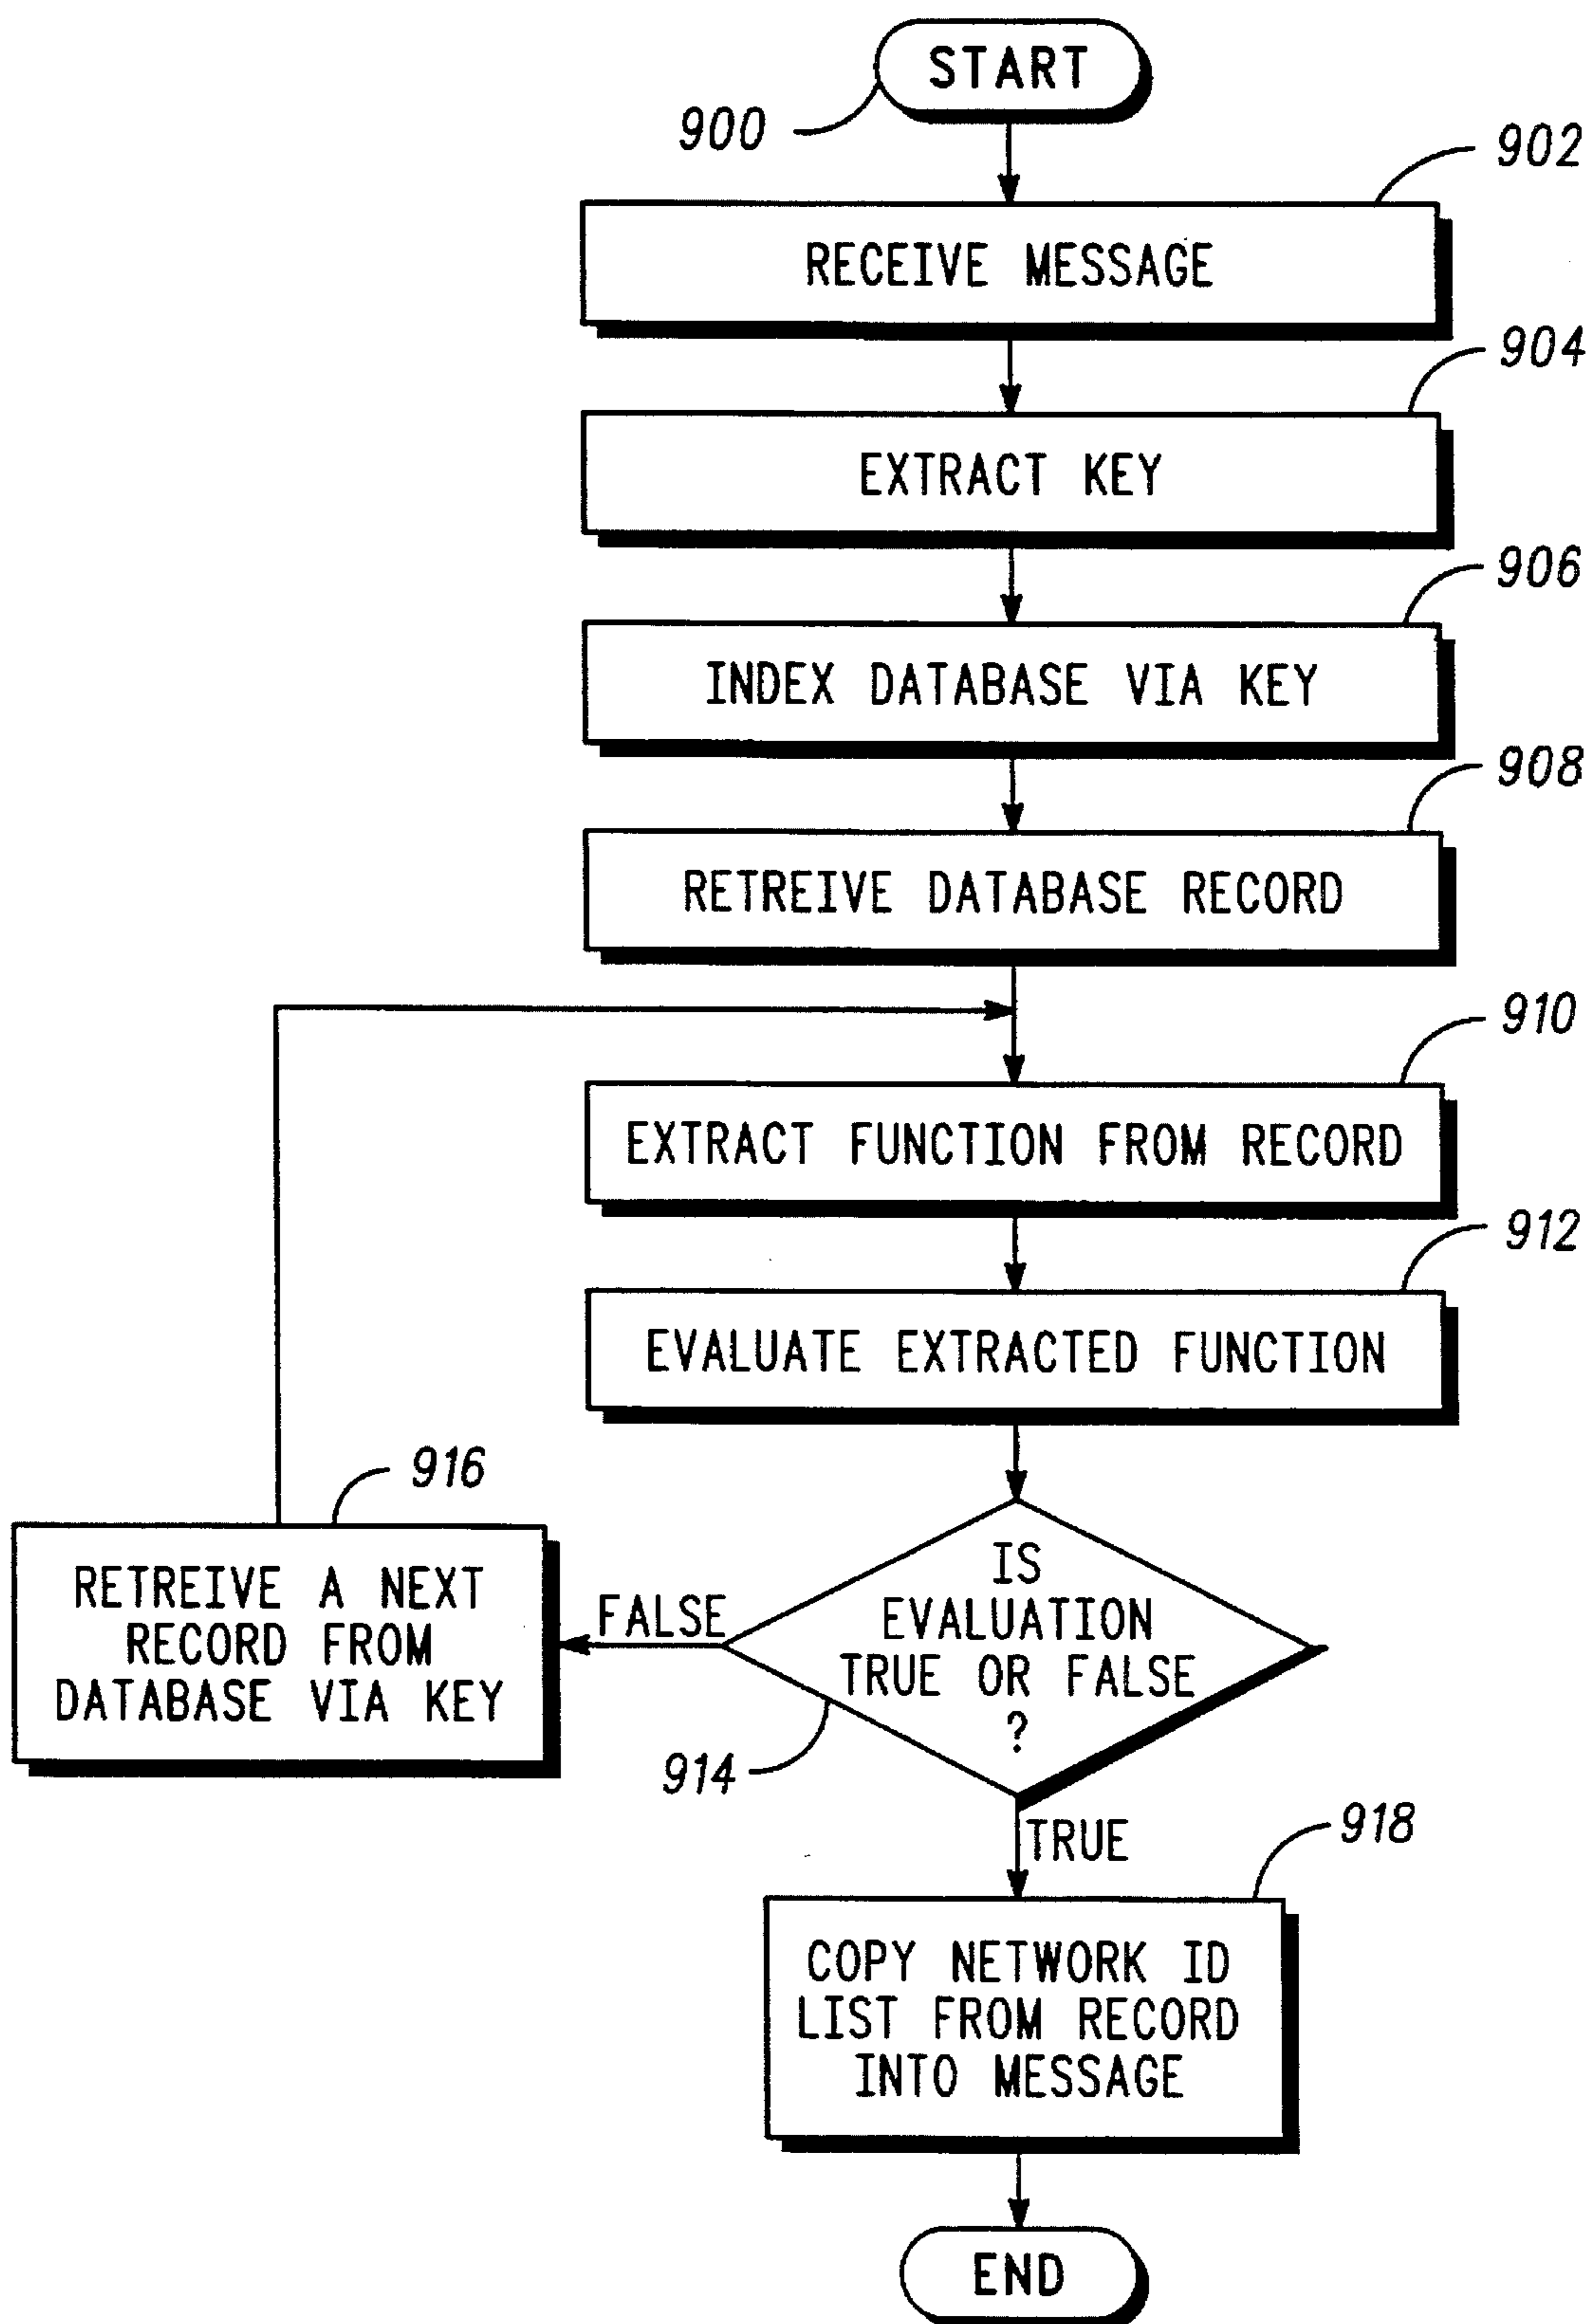 START
900
902
RECEIVE MESSAGE
904
EXTRACT KEY
906
INDEX DATABASE VIA KEY
908
RETREIVE DATABASE RECORD
910
EXTRACT FUNCTION FROM RECORD
912
EVALUATE EXTRACTED FUNCTION
916
RETREIVE A NEXT
RECORD FROM
DATABASE VIA KEY
FALSE
IS
EVALUATION
TRUE OR FALSE
?
914
TRUE
918
COPY NETWORK ID
LIST FROM RECORD
INTO MESSAGE
END